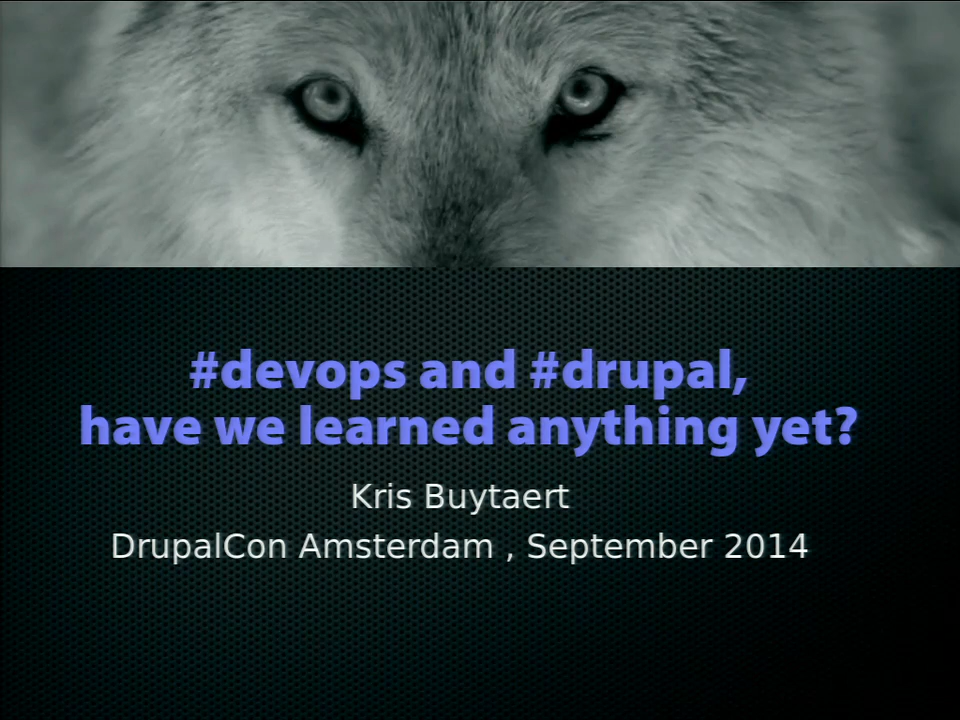 #devops and #drupal,
have we learned anything yet?
Kris Buytaert
DrupalCon Amsterdam , September 2014